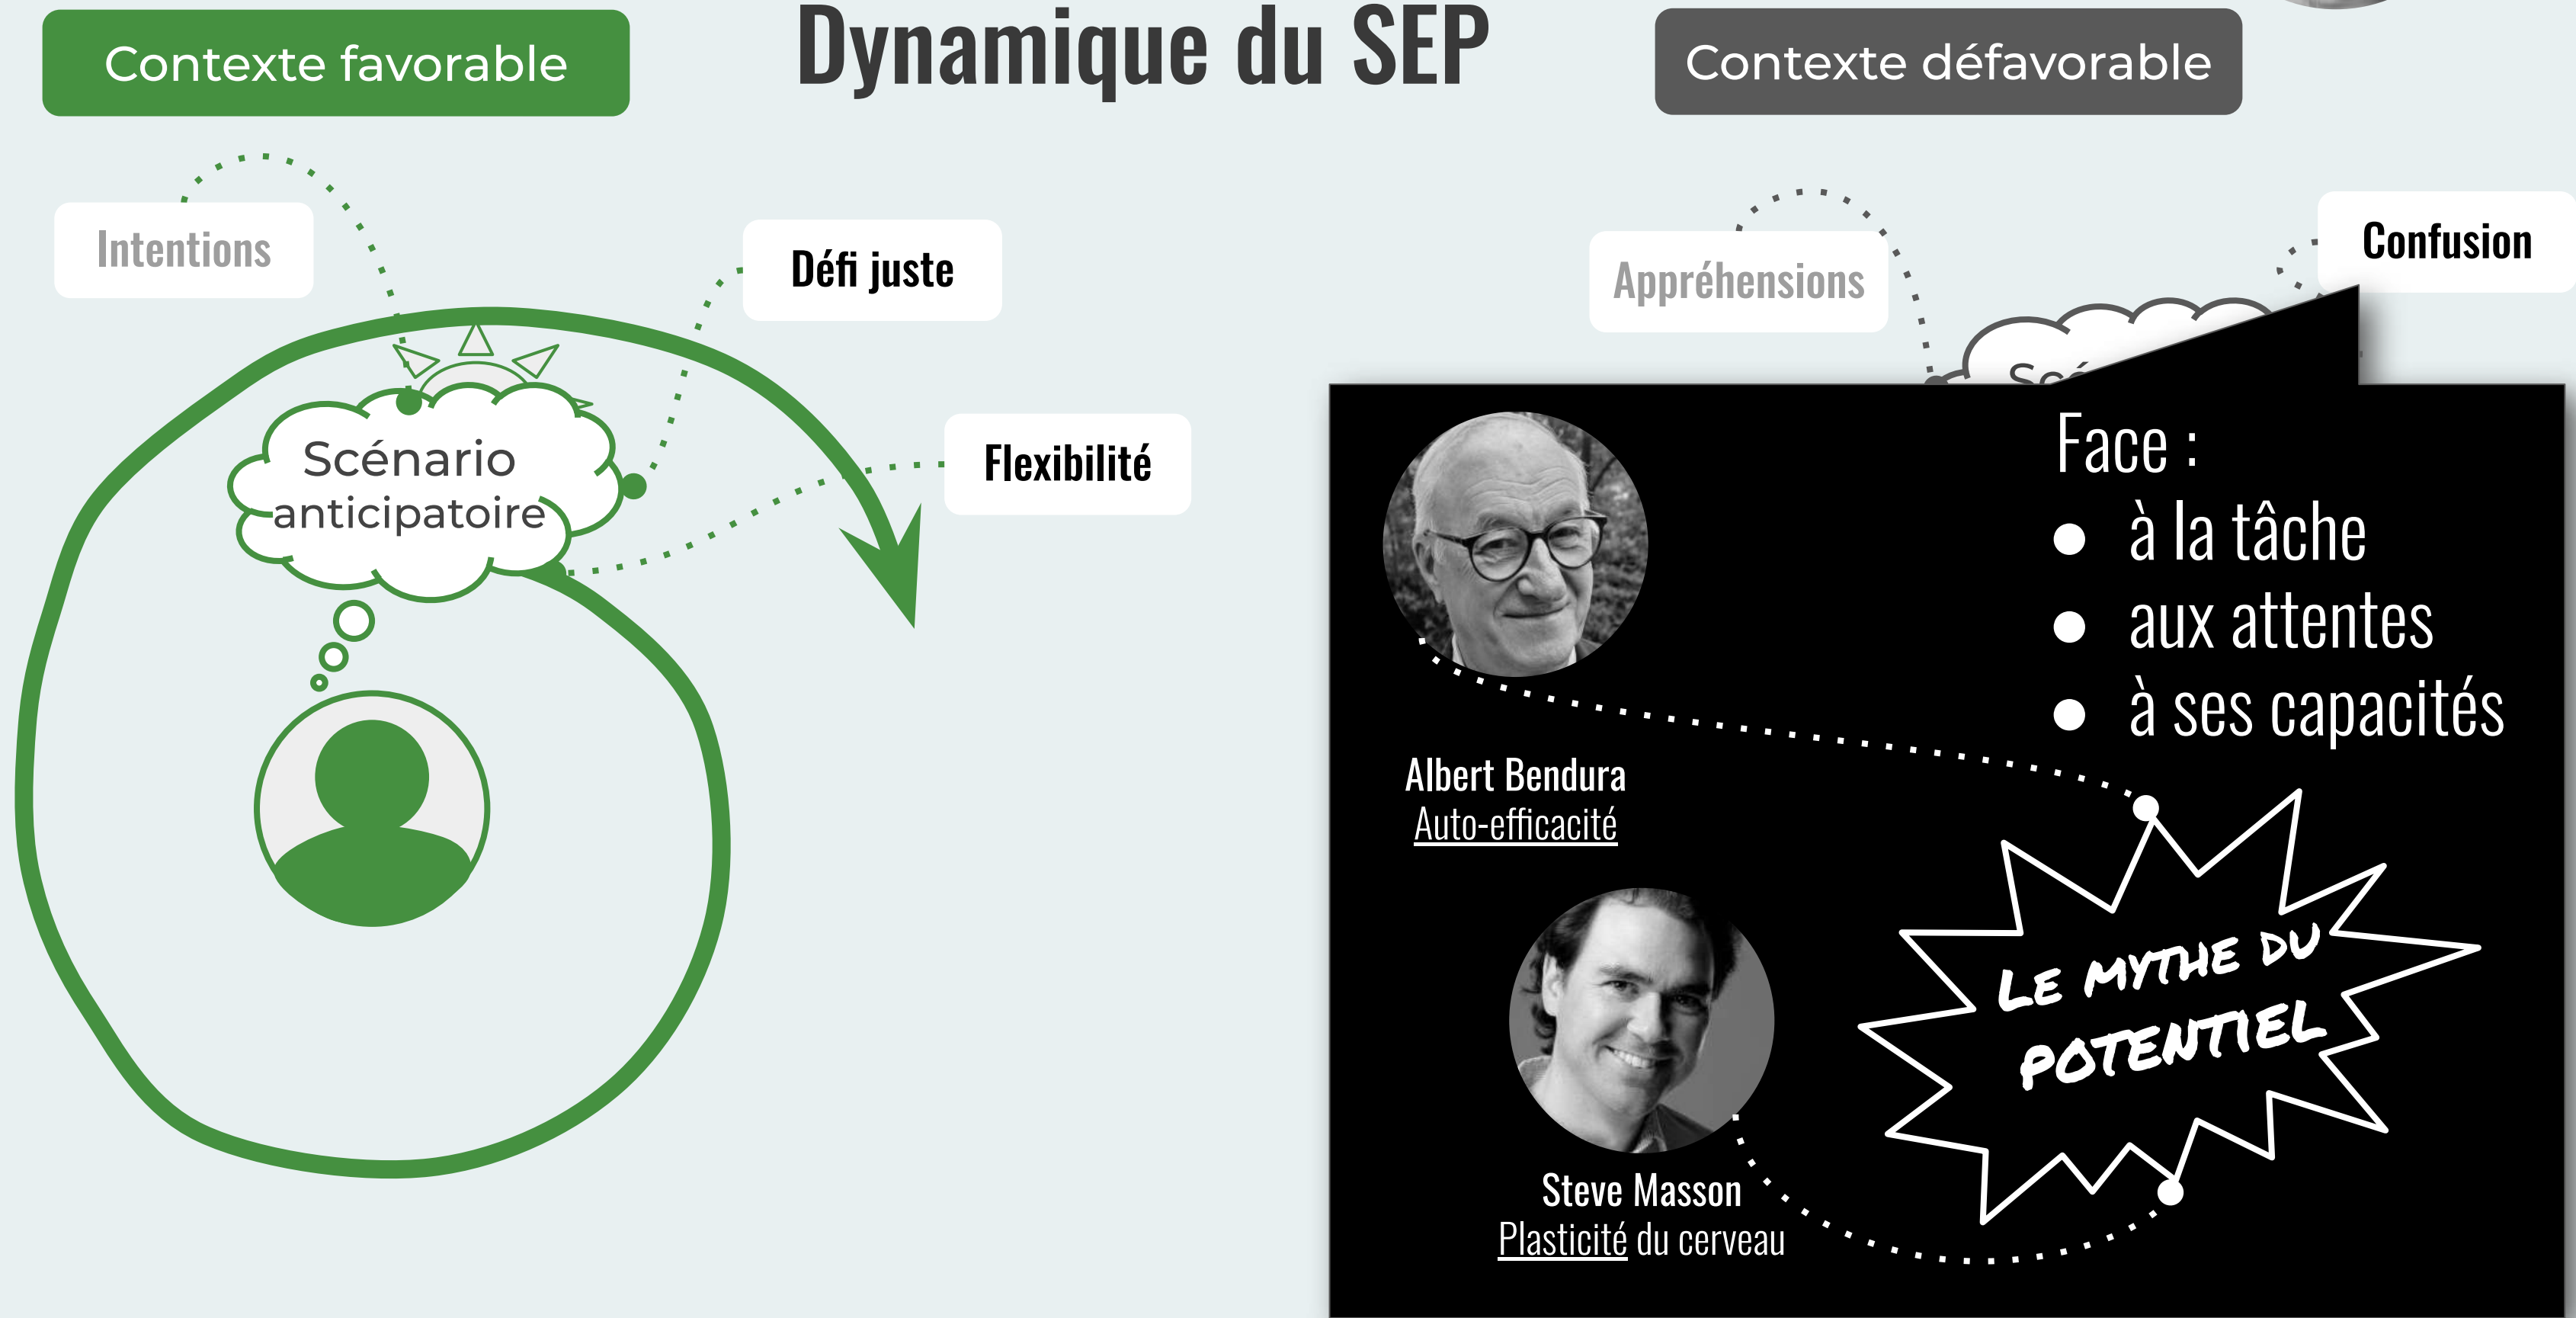 Dynamique du SEP
Contexte favorable
Contexte défavorable
Intentions
Défi juste
Flexibilité
Scénario
anticipatoire
Appréhensions
Confusion
Face :
● à la tâche
● aux attentes
● à ses capacités
Albert Bendura
Auto-efficacité
LE MYTHE DU
POTENTIEL
Steve Masson
Plasticité du cerveau